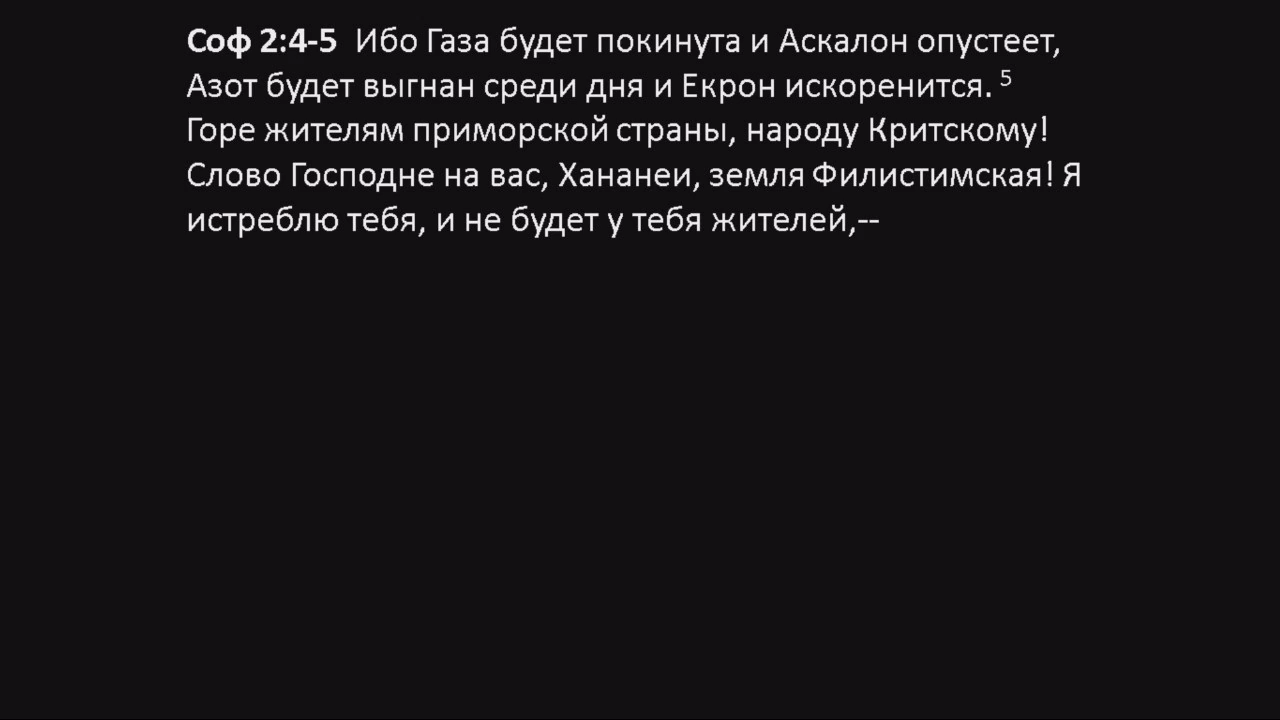 Соф 2:4-5 Ибо Газа будет покинута и Аскалон опустеет,
Азот будет выгнан среди дня и Екрон искоренится. 5
Горе жителям приморской страны, народу Критскому!
Слово Господне на вас, Хананеи, земля Филистимская! Я
истреблю тебя, и не будет у тебя жителей,--